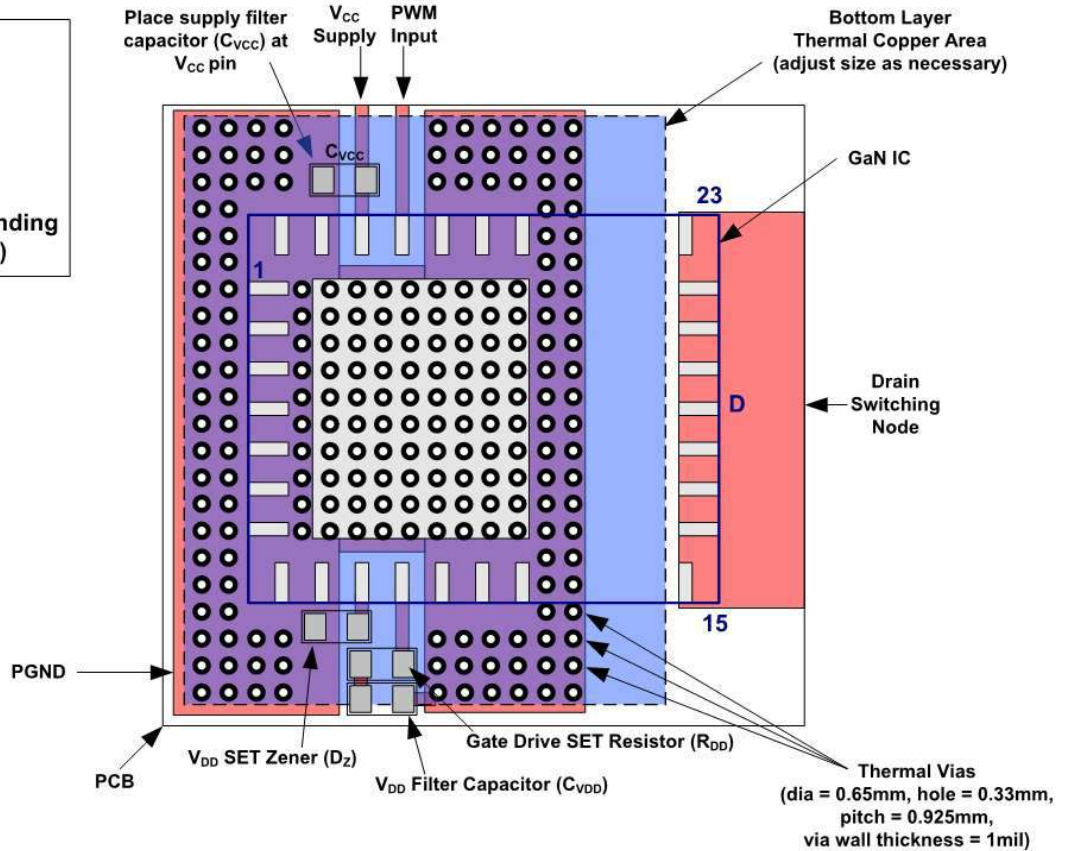 Place supply filter
capacitor (CVCC) at
VCC pin
VCC
Supply
PWM
Input
Bottom Layer
Thermal Copper Area
(adjust size as necessary)
nding
)
CVCC
GaN IC
23
1
D
Drain
Switching
Node
15
PGND
PCB
VDD SET Zener (DZ)
Gate Drive SET Resistor (RDD)
VDD Filter Capacitor (CVDD)
Thermal Vias
(dia = 0.65mm, hole = 0.33mm,
pitch = 0.925mm,
via wall thickness = 1mil)